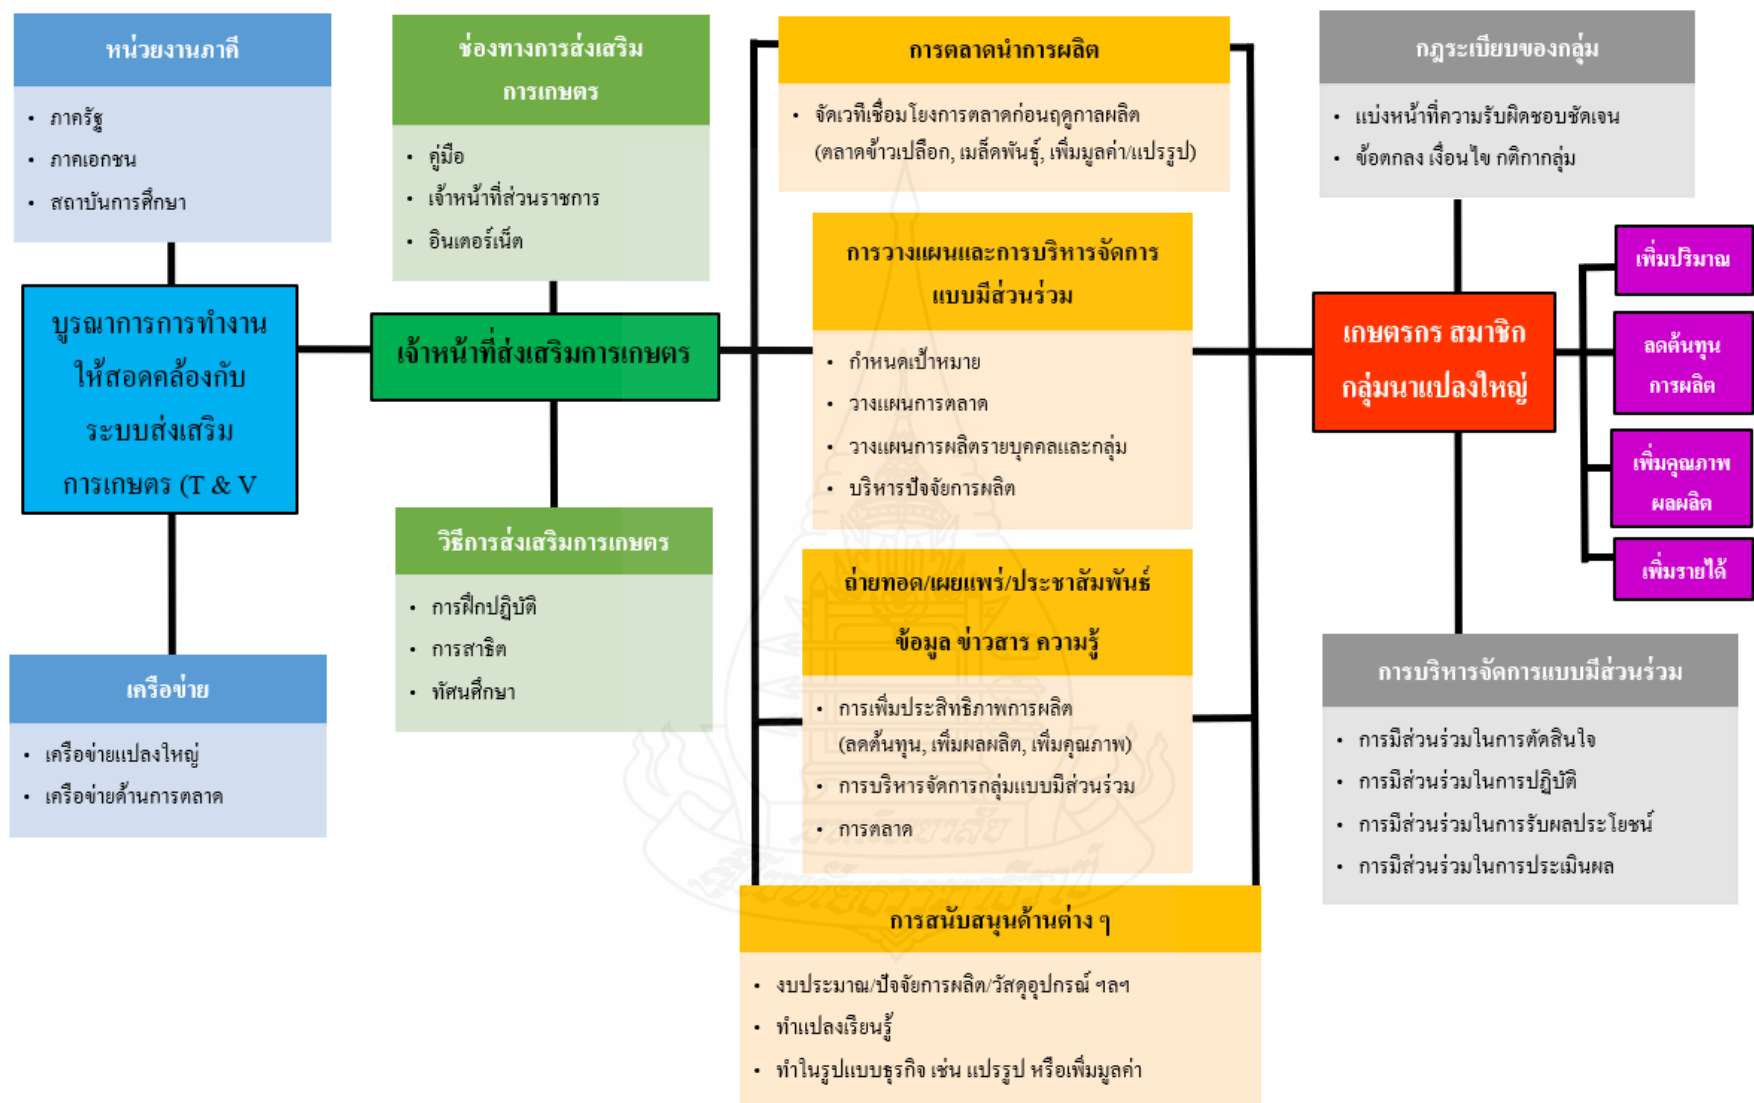 หน่วยงานภาคี
• ภาครัฐ
• ภาคเอกชน
• สถาบันการศึกษา
บูรณาการการทำงาน
ให้สอดคล้องกับ
ระบบส่งเสริม
การเกษตร (T & V
เครือข่าย
• เครือข่ายแปลงใหญ่
• เครือข่ายด้านการตลาด
ช่องทางการส่งเสริม
การเกษตร
• คู่มือ
• เจ้าหน้าที่ส่วนราชการ
• อินเตอร์เน็ต
เจ้าหน้าที่ส่งเสริมการเกษตร
วิธีการส่งเสริมการเกษตร
• การฝึกปฏิบัติ
• การสาธิต
• ทัศนศึกษา
การตลาดนำการผลิต
• จัดเวทีเชื่อมโยงการตลาดก่อนฤดูกาลผลิต
(ตลาดข้าวเปลือก, เมล็ดพันธุ์, เพิ่มมูลค่า/แปรรูป)
การวางแผนและการบริหารจัดการ
แบบมีส่วนร่วม
• กำหนดเป้าหมาย
• วางแผนการตลาด
• วางแผนการผลิตรายบุคคลและกลุ่ม
• บริหารปัจจัยการผลิต
ถ่ายทอด/เผยแพร่/ประชาสัมพันธ์
ข้อมูล ข่าวสาร ความรู้
• การเพิ่มประสิทธิภาพการผลิต
(ลดต้นทุน, เพิ่มผลผลิต, เพิ่มคุณภาพ)
• การบริหารจัดการกลุ่มแบบมีส่วนร่วม
• การตลาด
การสนับสนุนด้านต่าง ๆ
• งบประมาณ/ปัจจัยการผลิต/วัสดุอุปกรณ์ ฯลฯ
• ทำแปลงเรียนรู้
• ทำในรูปแบบธุรกิจ เช่น แปรรูป หรือเพิ่มมูลค่า
กฎระเบียบของกลุ่ม
• แบ่งหน้าที่ความรับผิดชอบชัดเจน
• ข้อตกลง เงื่อนไข กติกากลุ่ม
เกษตรกร สมาชิก
กลุ่มนาแปลงใหญ่
การบริหารจัดการแบบมีส่วนร่วม
• การมีส่วนร่วมในการตัดสินใจ
• การมีส่วนร่วมในการปฏิบัติ
• การมีส่วนร่วมในการรับผลประโยชน์
• การมีส่วนร่วมในการประเมินผล
เพิ่มปริมาณ
ลดต้นทุน
การผลิต
เพิ่มคุณภาพ
ผลผลิต
เพิ่มรายได้